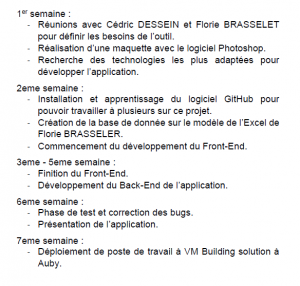 1er semaine :
- Réunions avec Cédric DESSEIN et Florie BRASSELET
pour définir les besoins de l'outil.
- Réalisation d'une maquette avec le logiciel Photoshop.
- Recherche des technologies les plus adaptées pour
développer l'application.
2eme semaine :
- Installation et apprentissage du logiciel GitHub pour
pouvoir travailler à plusieurs sur ce projet.
- Création de la base de donnée sur le modèle de l'Excel de
Florie BRASSELER.
- Commencement du développement du Front-End.
3eme - 5eme semaine :
- Finition du Front-End.
- Développement du Back-End de l'application.
6eme semaine :
- Phase de test et correction des bugs.
- Présentation de l'application.
7eme semaine :
- Déploiement de poste de travail à VM Building solution à
Auby.